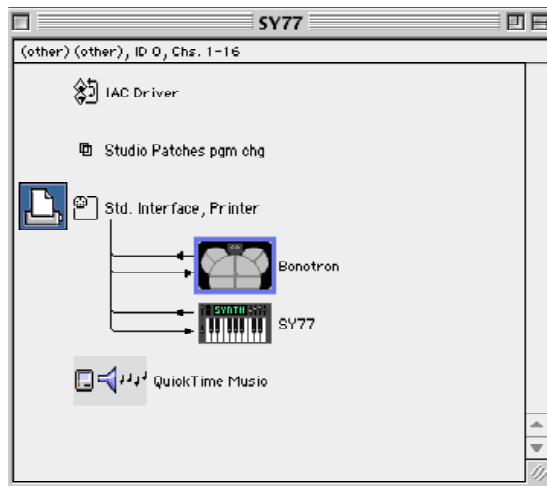 SY77
(other) (other), ID 0, Chs. 1-16
IAC Driver
Studio Patches pgm chg
Std. Interface, Printer
Bonotron
SYNTH
SY77
QuickTime Music